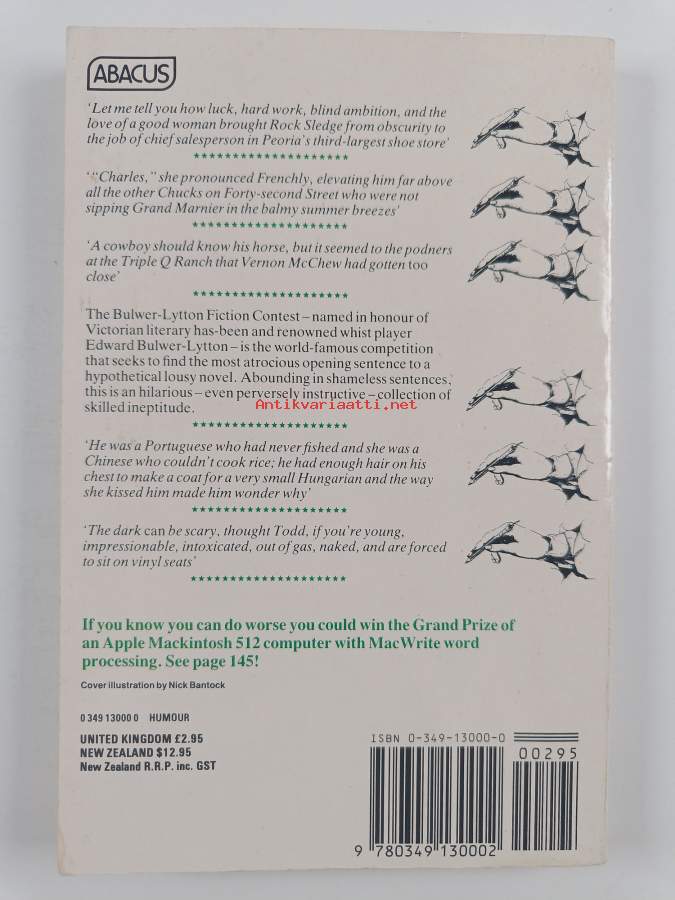 ABACUS
‘Let me tell you how luck, hard work, blind ambition, and the
love of a good woman brought Rock Sledge from obscurity to
the job of chief salesperson in Peoria’s third-largest shoe store’
‘“Charles,” she pronounced Frenchly, elevating him far above
all the other Chucks on Forty-second Street who were not
sipping Grand Marnier in the balmy summer breezes’
‘A cowboy should know his horse, but it seemed to the podners
at the Triple Q Ranch that Vernon McChew had gotten too
close’
The Bulwer-Lytton Fiction Contest – named in honour of
Victorian literary has-been and renowned whist player
Edward Bulwer-Lytton – is the world-famous competition
that seeks to find the most atrocious opening sentence to a
hypothetical lousy novel. Abounding in shameless sentences,
this is an hilarious – even perversely instructive – collection of
skilled ineptitude.
Antikvariaatti.net
‘He was a Portuguese who had never fished and she was a
Chinese who couldn’t cook rice; he had enough hair on his
chest to make a coat for a very small Hungarian and the way
she kissed him made him wonder why’
‘The dark can be scary, thought Todd, if you’re young,
impressionable, intoxicated, out of gas, naked, and are forced
to sit on vinyl seats’
If you know you can do worse you could win the Grand Prize of
an Apple Mackintosh 512 computer with MacWrite word
processing. See page 145!
Cover illustration by Nick Bantock
0 349 13000 0 HUMOUR
UNITED KINGDOM £2.95
NEW ZEALAND $12.95
New Zealand R.R.P. inc. GST
ISBN 0-349-13000-0
00295
9 780349 130002